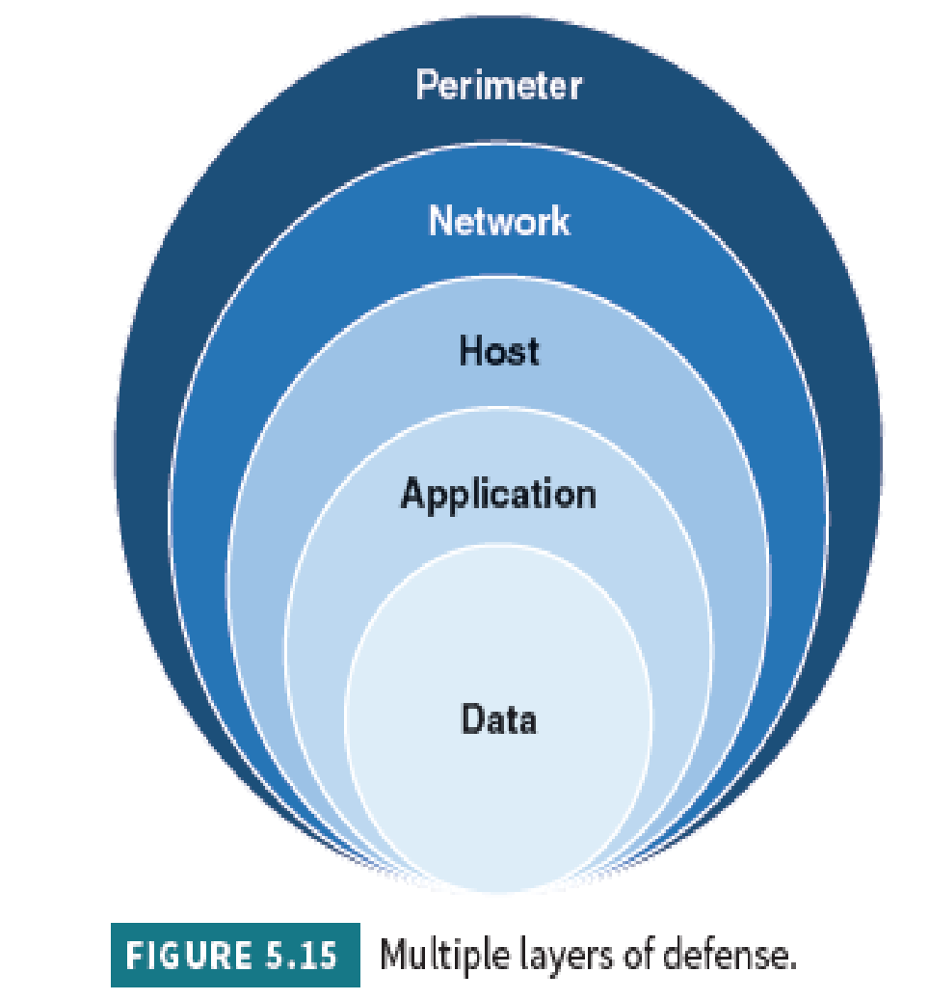 Perimeter
Network
Host
Application
Data
FIGURE 5.15 Multiple layers of defense.